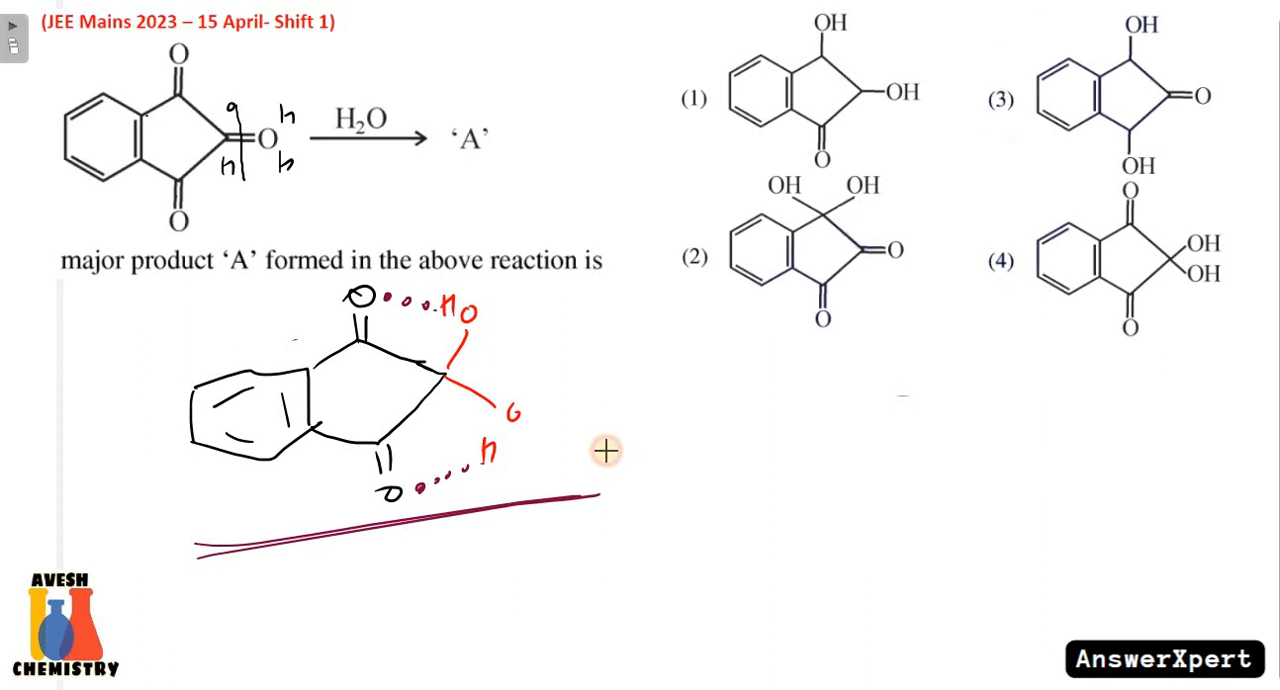 (JEE Mains 2023 – 15 April- Shift 1)
O
O
O
h
h
H₂O
'A'
major product 'A' formed in the above reaction is
(1)
OH
OH
O
(2)
OH
OH
O
O
(3)
OH
O
OH
(4)
O
OH
OH
O
O
HO
O
AVESH
CHEMISTRY
AnswerXpert